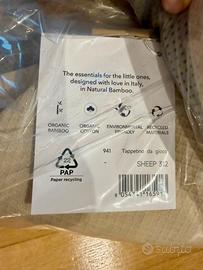 The essentials for the little ones,
designed with love in Italy,
in Natural Bamboo.
ORGANIC BAMBOO
ORGANIC COTTON
ENVIRONMENTAL FRIENDLY
RECYCLED MATERIALS
941 Tappetino da gioco
- SHEEP 312
PAP
Paper recycling
subito